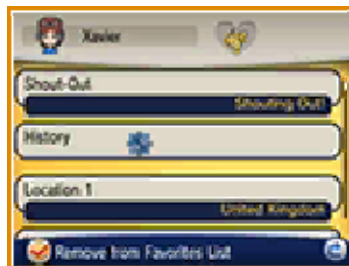 Xavier
Shout-Out
Shouting Out!
History
Location 1
United Kingdom
Remove from Favorites List